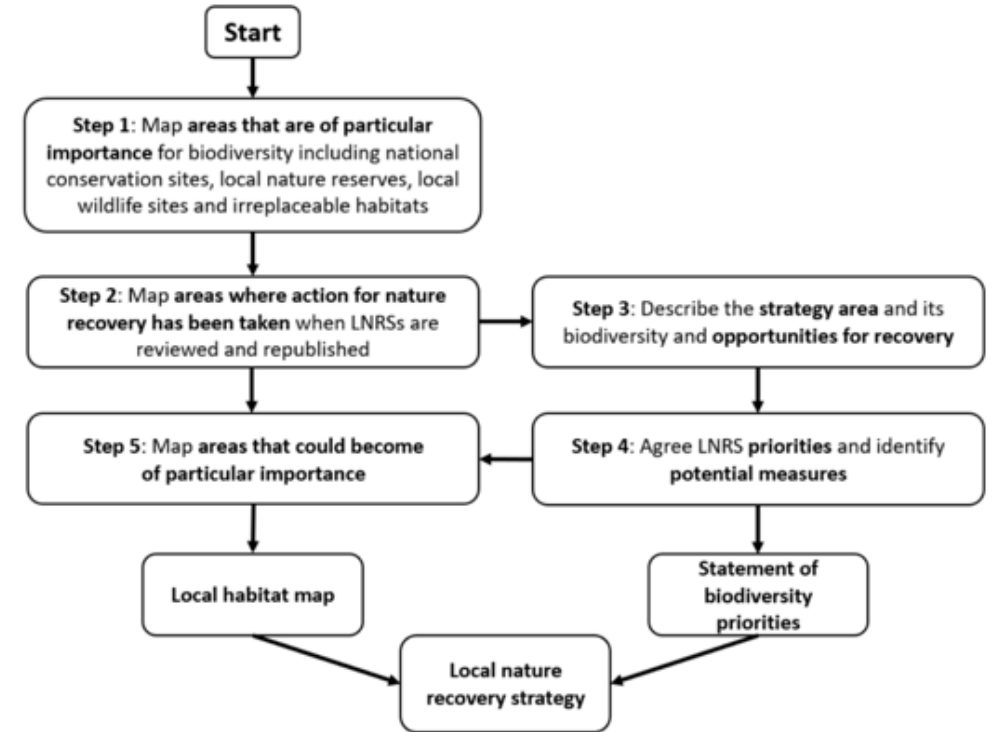 Start
Step 1: Map areas that are of particular
importance for biodiversity including national
conservation sites, local nature reserves, local
wildlife sites and irreplaceable habitats
Step 2: Map areas where action for nature
recovery has been taken when LNRSs are
reviewed and republished
Step 3: Describe the strategy area and its
biodiversity and opportunities for recovery
Step 4: Agree LNRS priorities and identify
potential measures
Step 5: Map areas that could become
of particular importance
Local habitat map
Statement of
biodiversity
priorities
Local nature
recovery strategy